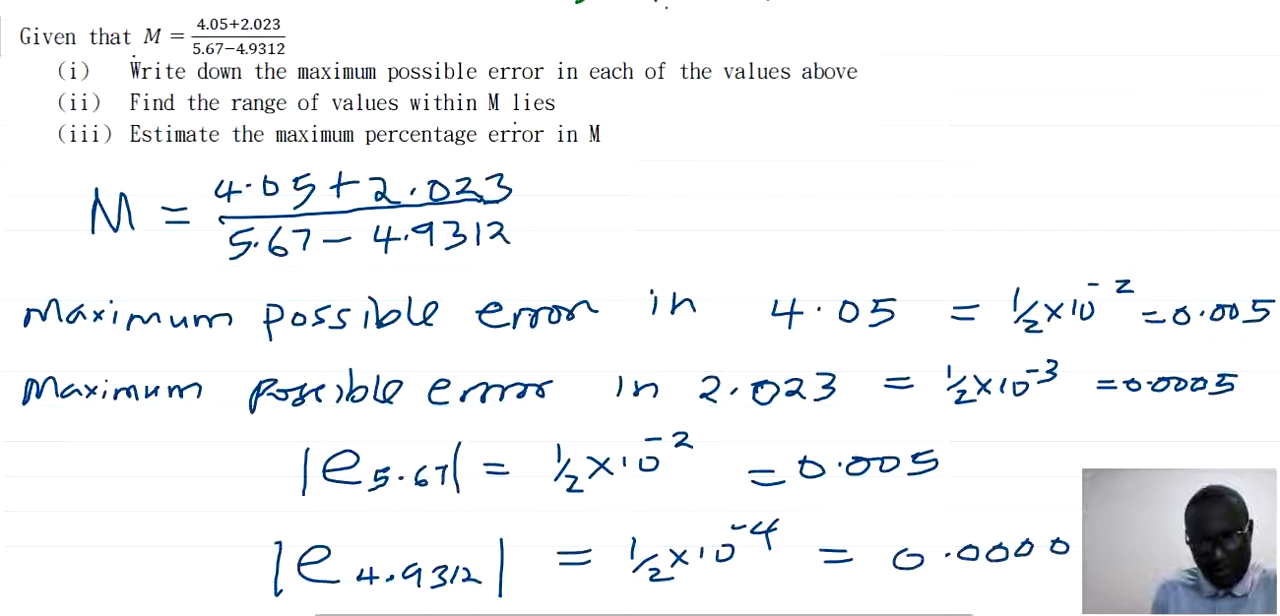 Given that M = 4.05+2.023 / 5.67−4.9312
(i) Write down the maximum possible error in each of the values above
(ii) Find the range of values within M lies
(iii) Estimate the maximum percentage error in M
M = 4.05+2.023 / 5.67−4.9312
Maximum possible error in 4.05 = ½×10⁻² =0.005
Maximum possible error in 2.023 = ½×10⁻³ =0.0005
|e5.67| = ½×10⁻² =0.005
|e4.9312| = ½×10⁻⁴ = 0.0000